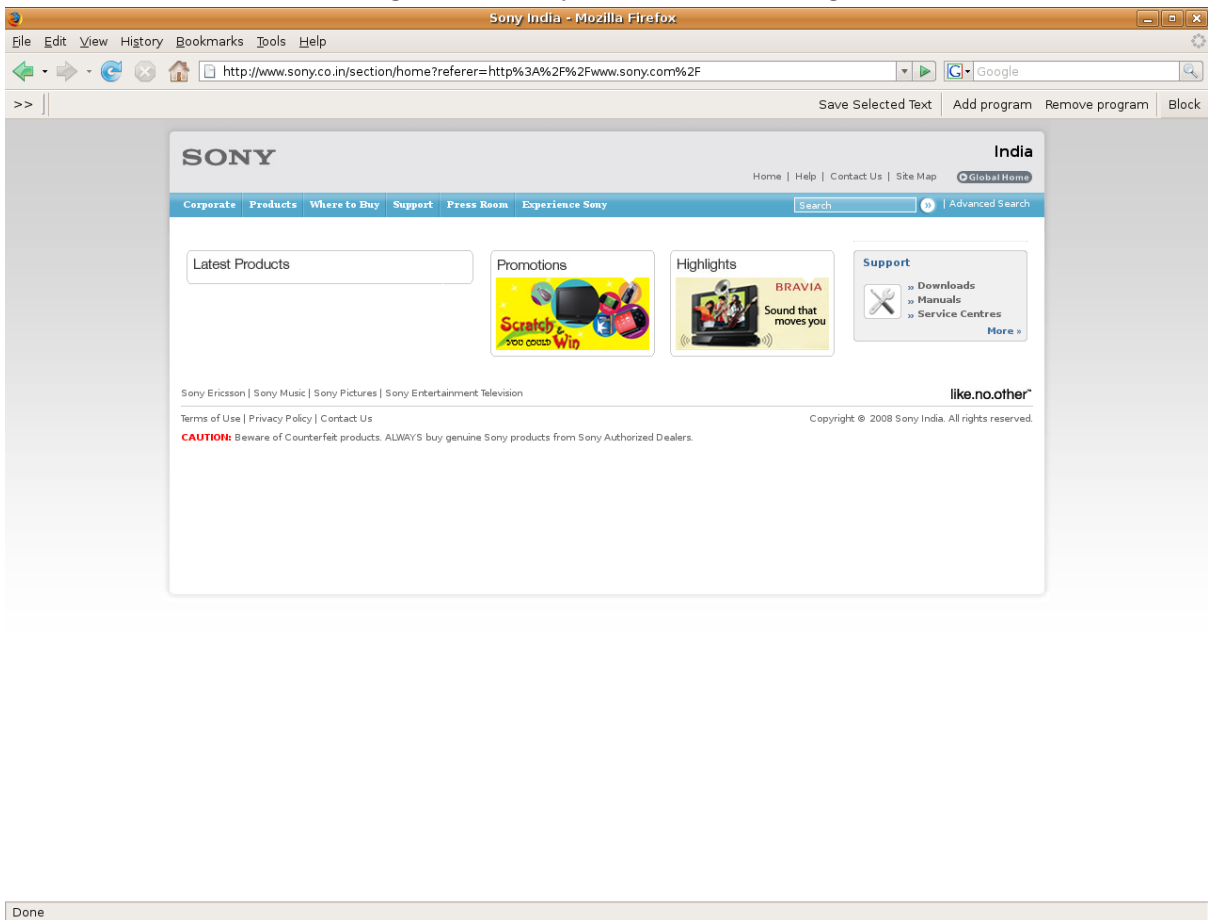 Sony India - Mozilla Firefox
File Edit View History Bookmarks Tools Help
http://www.sony.co.in/section/home?referer=http%3A%2F%2Fwww.sony.com%2F
G Google
>> Save Selected Text Add program Remove program Block
SONY
India
Home | Help | Contact Us | Site Map Global Home
Corporate Products Where to Buy Support Press Room Experience Sony Search » | Advanced Search
Latest Products
Promotions
Scratch &
YOU COULD Win
Highlights
BRAVIA
Sound that
moves you
Support
» Downloads
» Manuals
» Service Centres
More »
Sony Ericsson | Sony Music | Sony Pictures | Sony Entertainment Television
like.no.other™
Terms of Use | Privacy Policy | Contact Us
Copyright © 2008 Sony India. All rights reserved.
CAUTION: Beware of Counterfeit products. ALWAYS buy genuine Sony products from Sony Authorized Dealers.
Done